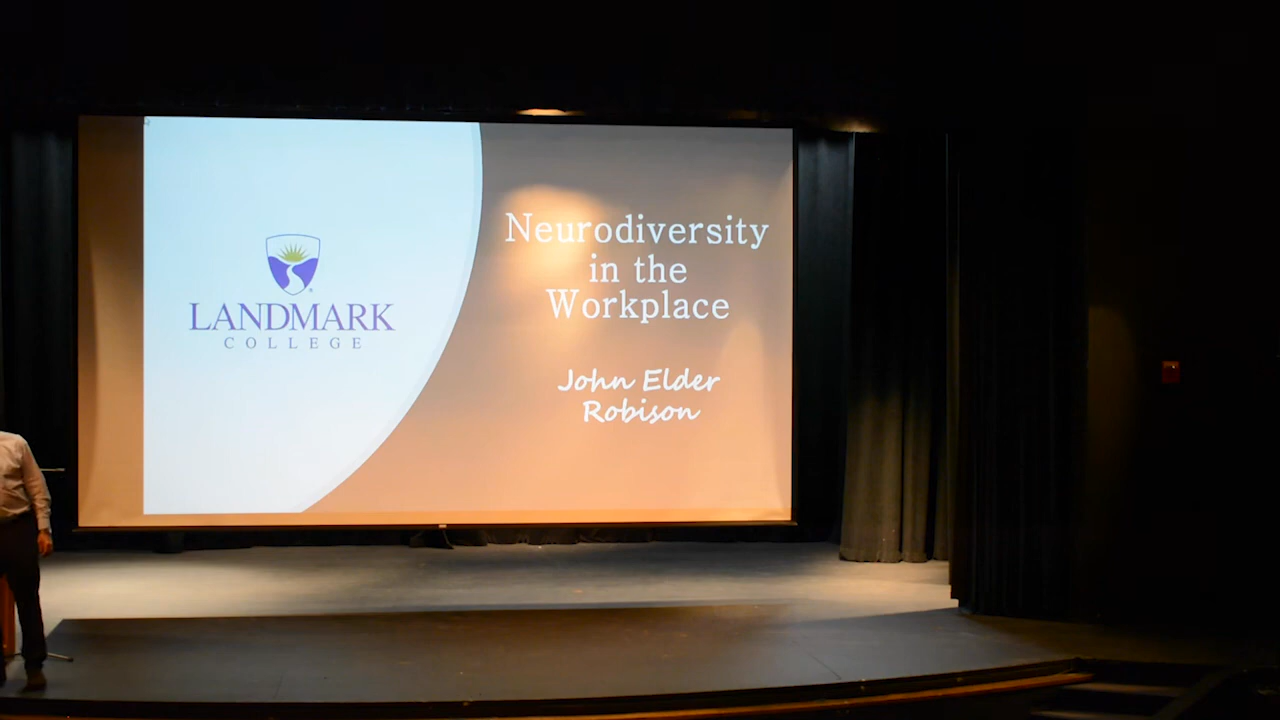 LANDMARK
COLLEGE
Neurodiversity
in the
Workplace
John Elder
Robison